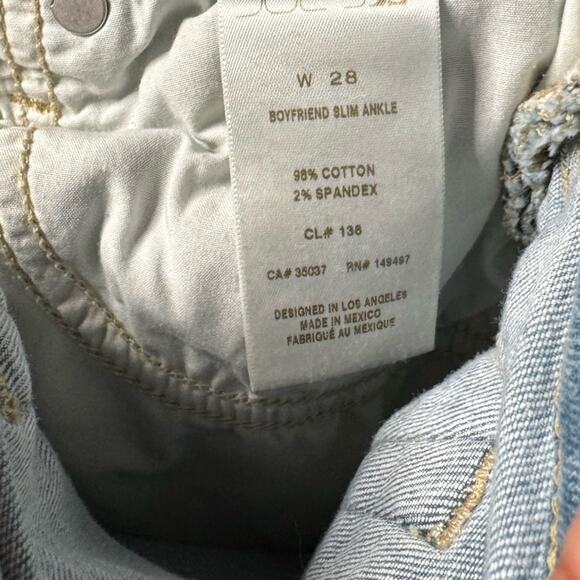 W 28
BOYFRIEND SLIM ANKLE
98% COTTON
2% SPANDEX
CL# 136
CA# 35037 RN# 149497
DESIGNED IN LOS ANGELES
MADE IN MEXICO
FABRIQUÉ AU MEXIQUE